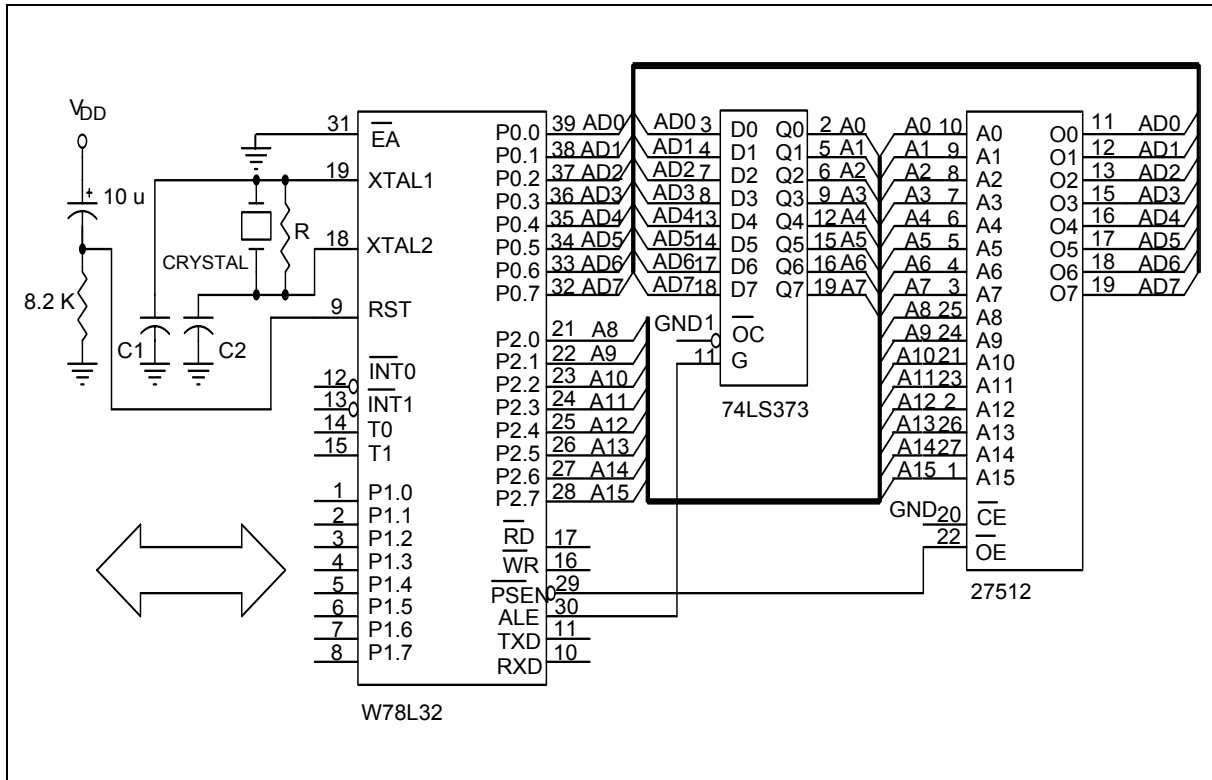 VDD
10 u
8.2 K
C1
C2
CRYSTAL
R
31 EA
19 XTAL1
18 XTAL2
9 RST
12 INT0
13 INT1
14 T0
15 T1
1 P1.0
2 P1.1
3 P1.2
4 P1.3
5 P1.4
6 P1.5
7 P1.6
8 P1.7
P0.0 39 AD0
P0.1 38 AD1
P0.2 37 AD2
P0.3 36 AD3
P0.4 35 AD4
P0.5 34 AD5
P0.6 33 AD6
P0.7 32 AD7
P2.0 21 A8
P2.1 22 A9
P2.2 23 A10
P2.3 24 A11
P2.4 25 A12
P2.5 26 A13
P2.6 27 A14
P2.7 28 A15
RD 17
WR 16
PSEN 29
ALE 30
TXD 11
RXD 10
W78L32
AD0 3 D0 Q0 2 A0
AD1 4 D1 Q1 5 A1
AD2 7 D2 Q2 6 A2
AD3 8 D3 Q3 9 A3
AD4 13 D4 Q4 12 A4
AD5 14 D5 Q5 15 A5
AD6 17 D6 Q6 16 A6
AD7 18 D7 Q7 19 A7
GND 1 OC
11 G
74LS373
A0 10 A0 O0 11 AD0
A1 9 A1 O1 12 AD1
A2 8 A2 O2 13 AD2
A3 7 A3 O3 15 AD3
A4 6 A4 O4 16 AD4
A5 5 A5 O5 17 AD5
A6 4 A6 O6 18 AD6
A7 3 A7 O7 19 AD7
A8 25 A8
A9 24 A9
A10 21 A10
A11 23 A11
A12 2 A12
A13 26 A13
A14 27 A14
A15 1 A15
GND 20 CE
22 OE
27512